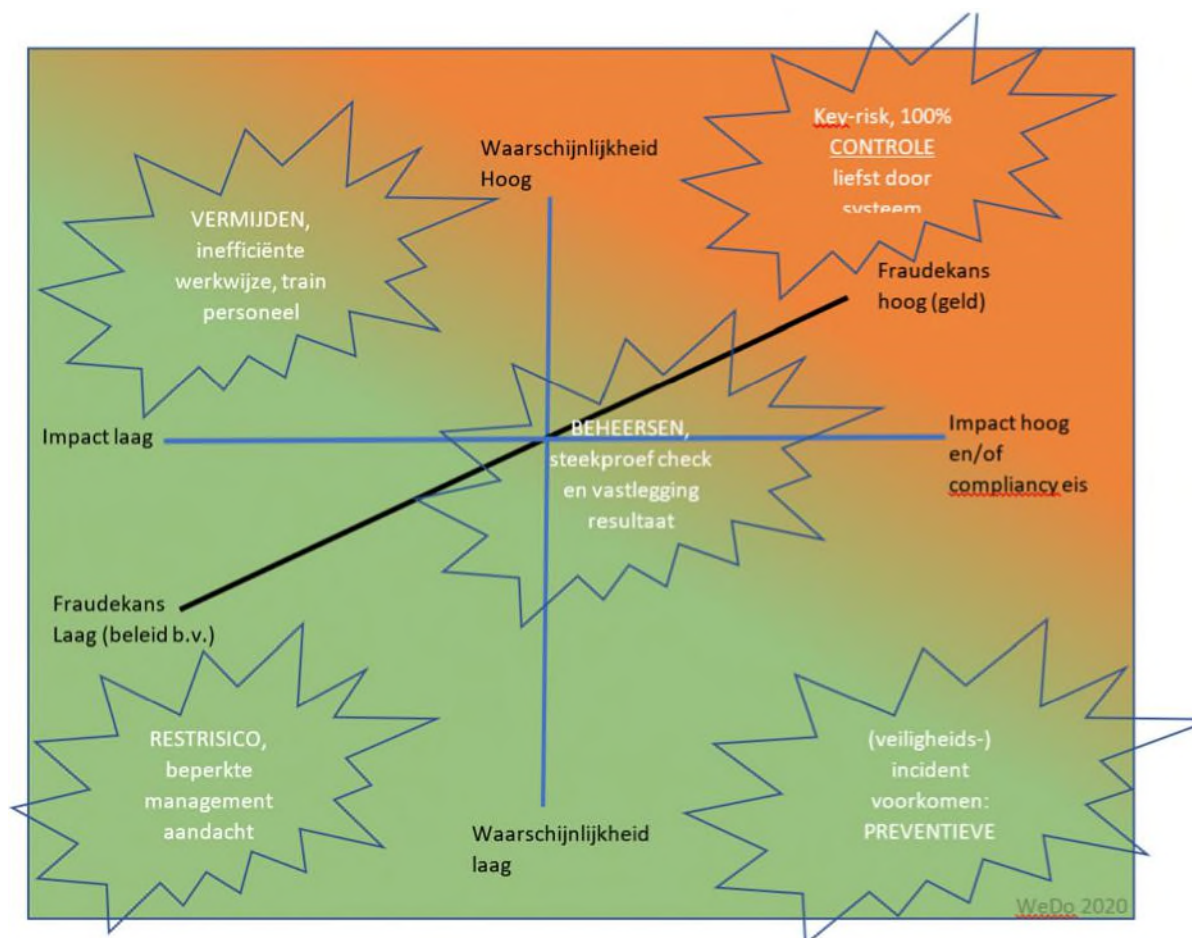 Kev-risk, 100%
CONTROLE
liefst door
systeem
Waarschijnlijkheid
Hoog
VERMIJDEN,
inefficiënte
werkwijze, train
personeel
Fraudekans
hoog (geld)
Impact laag
BEHEERSEN,
steekproef check
en vastlegging
resultaat
Impact hoog
en/of
compliancy eis
Fraudekans
Laag (beleid b.v.)
RESTRISICO,
beperkte
management
aandacht
(veiligheids-)
incident
voorkomen:
PREVENTIEVE
Waarschijnlijkheid
laag
WeDo 2020